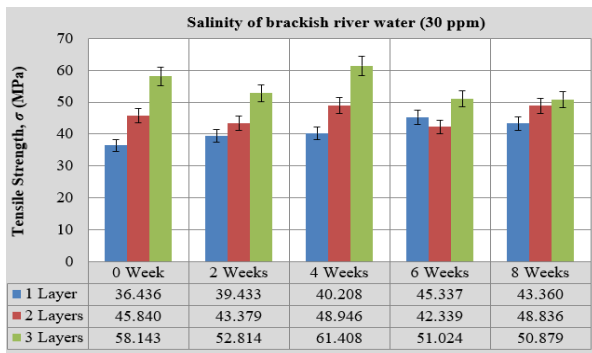 Salinity of brackish river water (30 ppm)
Tensile Strength, σ (MPa)
70
60
50
40
30
20
10
0
0 Week 2 Weeks 4 Weeks 6 Weeks 8 Weeks
1 Layer 36.436 39.433 40.208 45.337 43.360
2 Layers 45.840 43.379 48.946 42.339 48.836
3 Layers 58.143 52.814 61.408 51.024 50.879